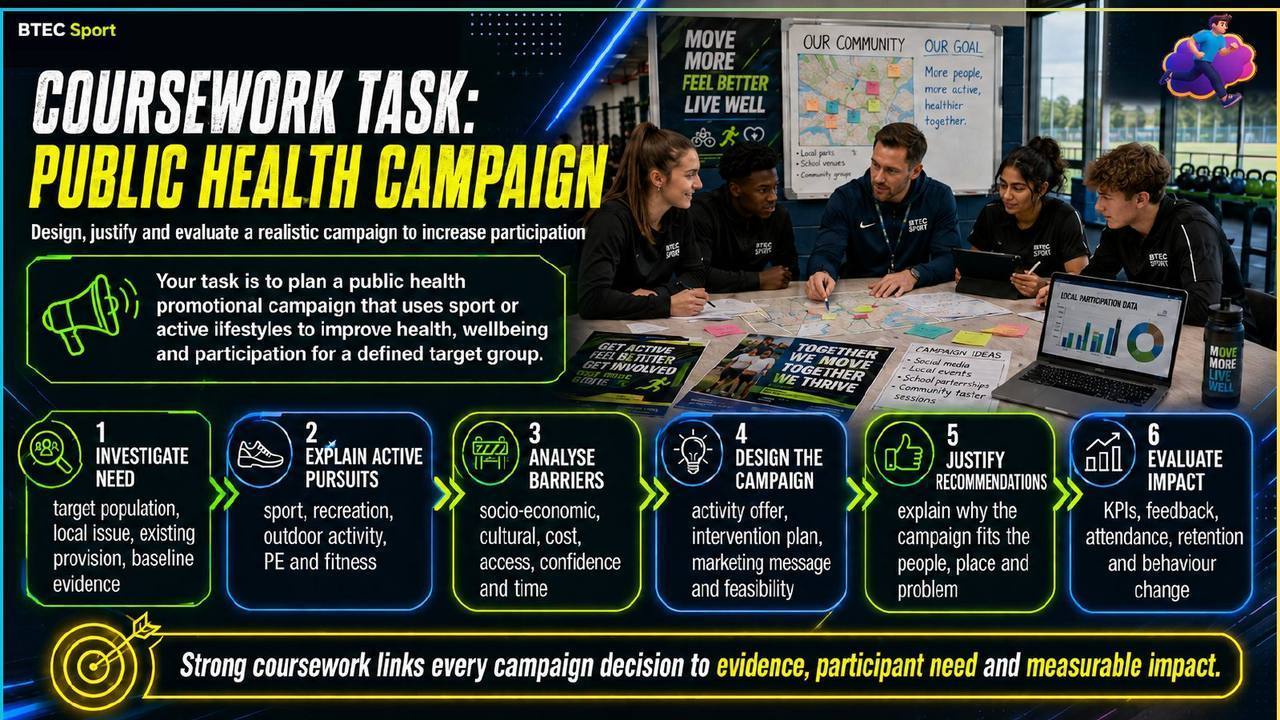 BTEC Sport
COURSEWORK TASK:
PUBLIC HEALTH CAMPAIGN
Design, justify and evaluate a realistic campaign to increase participation
Your task is to plan a public health
promotional campaign that uses sport or
active iifestyles to improve health, wellbeing
and participation for a defined target group.
MOVE
MORE
FEEL BETTER
LIVE WELL
OUR COMMUNITY
• Local parks
• School venues
• Community groups
OUR GOAL
More people,
more active,
healthier
together.
BTEC
SPORT
BTEC
SPORT
BTEC
SPORT
BTEC
SPORT
GET ACTIVE
FEEL BETTER
GET INVOLVED
TOGETHER
WE MOVE
TOGETHER
WE THRIVE
CAMPAIGN IDEAS
• Social media
• Local events
• School partnerships
• Community taster
sessions
LOCAL PARTICIPATION DATA
MOVE
MORE
LIVE
WELL
1
INVESTIGATE
NEED
target population,
local issue, existing
provision, baseline
evidence
2
EXPLAIN ACTIVE
PURSUITS
sport, recreation,
outdoor activity,
PE and fitness
3
ANALYSE
BARRIERS
socio-economic,
cultural, cost,
access, confidence
and time
4
DESIGN THE
CAMPAIGN
activity offer,
intervention plan,
marketing message
and feasibility
5
JUSTIFY
RECOMMENDATIONS
explain why the
campaign fits the
people, place and
problem
6
EVALUATE
IMPACT
KPIs, feedback,
attendance, retention
and behaviour
change
Strong coursework links every campaign decision to evidence, participant need and measurable impact.